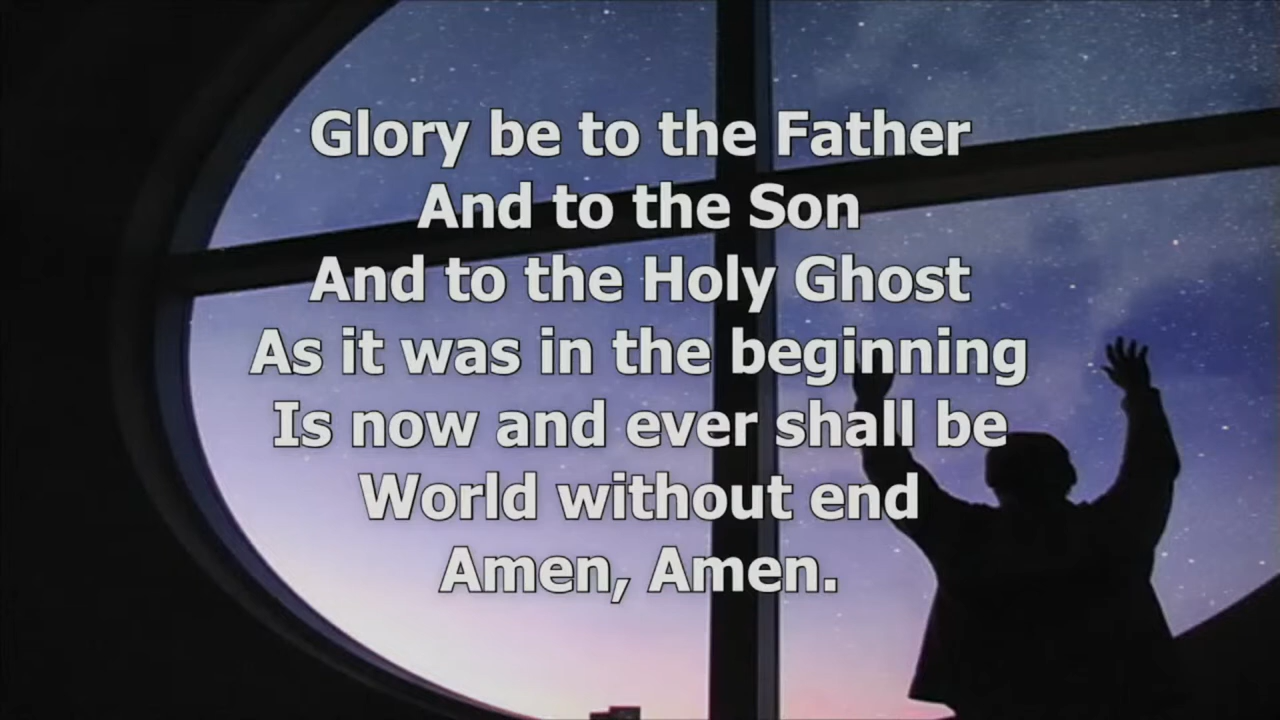 Glory be to the Father
And to the Son
And to the Holy Ghost
As it was in the beginning
Is now and ever shall be
World without end
Amen, Amen.